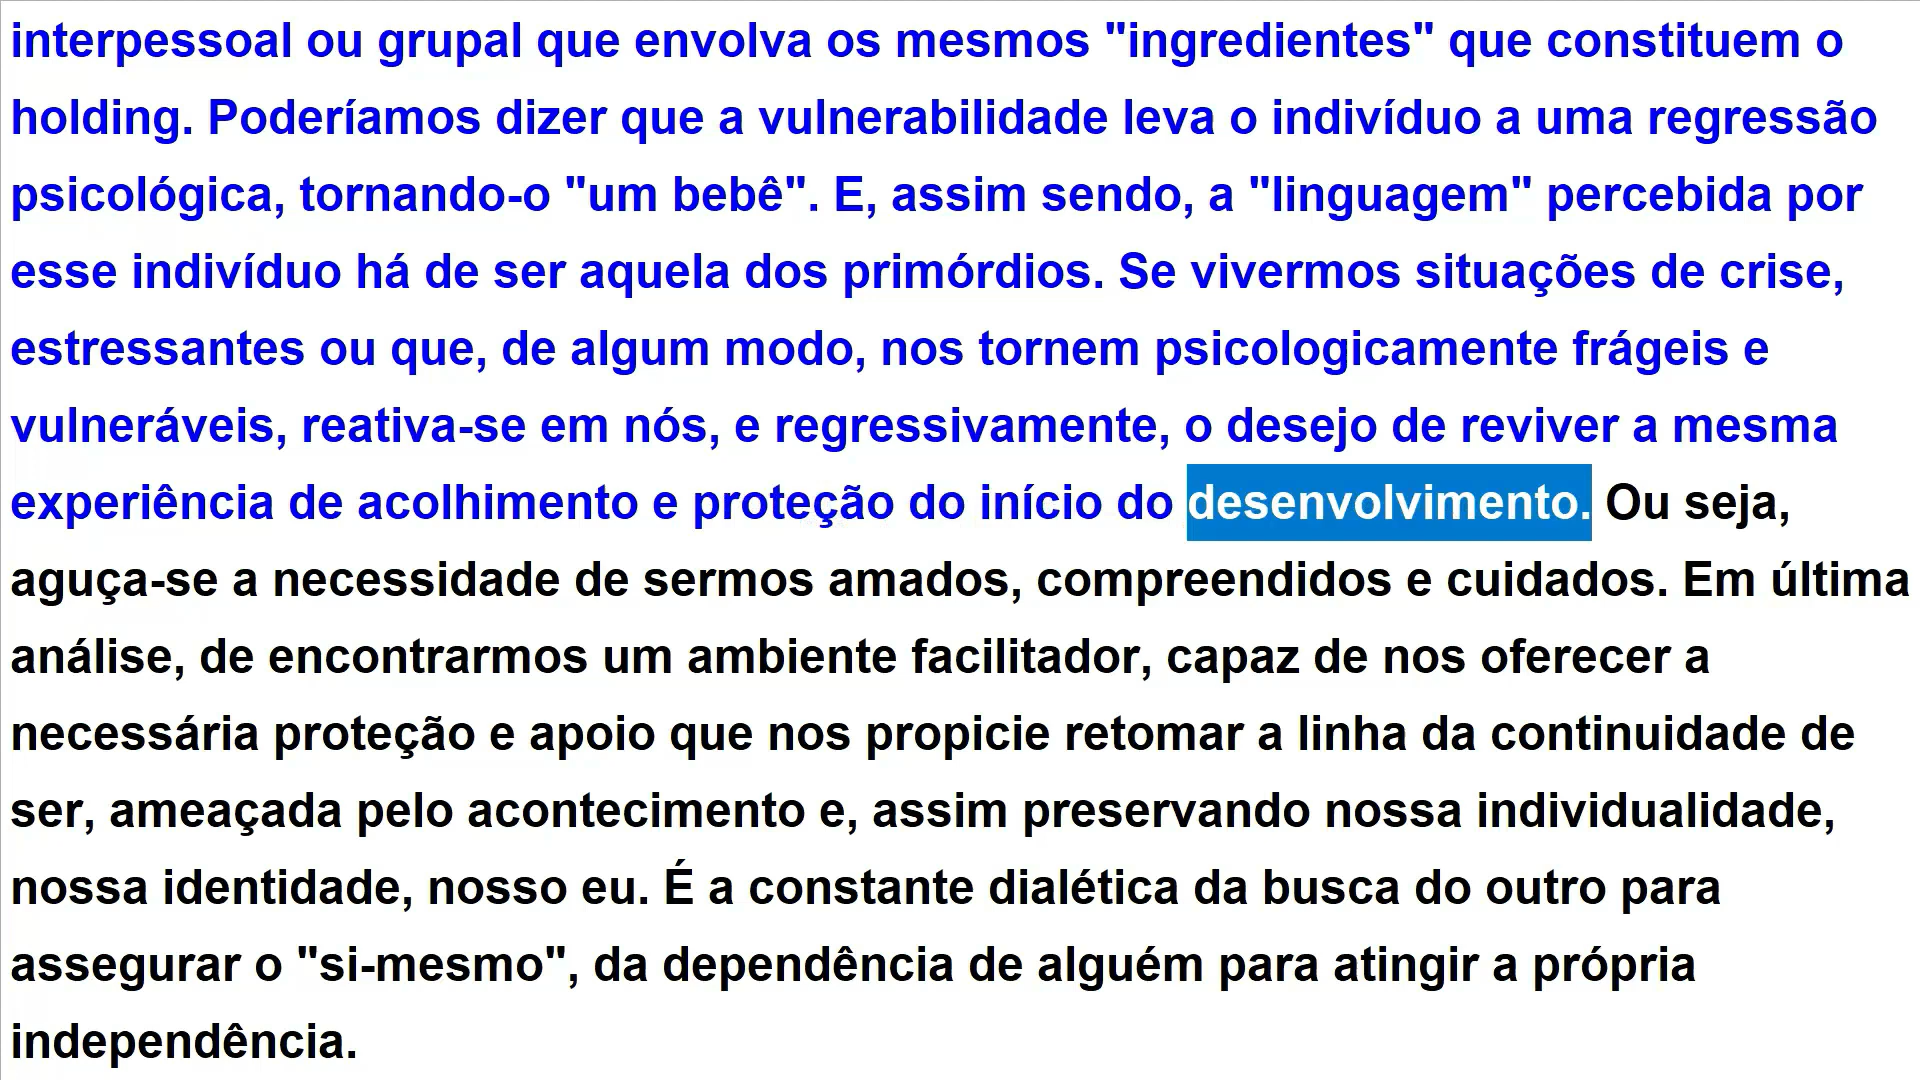 interpessoal ou grupal que envolva os mesmos "ingredientes" que constituem o
holding. Poderíamos dizer que a vulnerabilidade leva o indivíduo a uma regressão
psicológica, tornando-o "um bebê". E, assim sendo, a "linguagem" percebida por
esse indivíduo há de ser aquela dos primórdios. Se vivermos situações de crise,
estressantes ou que, de algum modo, nos tornem psicologicamente frágeis e
vulneráveis, reativa-se em nós, e regressivamente, o desejo de reviver a mesma
experiência de acolhimento e proteção do início do desenvolvimento. Ou seja,
aguça-se a necessidade de sermos amados, compreendidos e cuidados. Em última
análise, de encontrarmos um ambiente facilitador, capaz de nos oferecer a
necessária proteção e apoio que nos propicie retomar a linha da continuidade de
ser, ameaçada pelo acontecimento e, assim preservando nossa individualidade,
nossa identidade, nosso eu. É a constante dialética da busca do outro para
assegurar o "si-mesmo", da dependência de alguém para atingir a própria
independência.